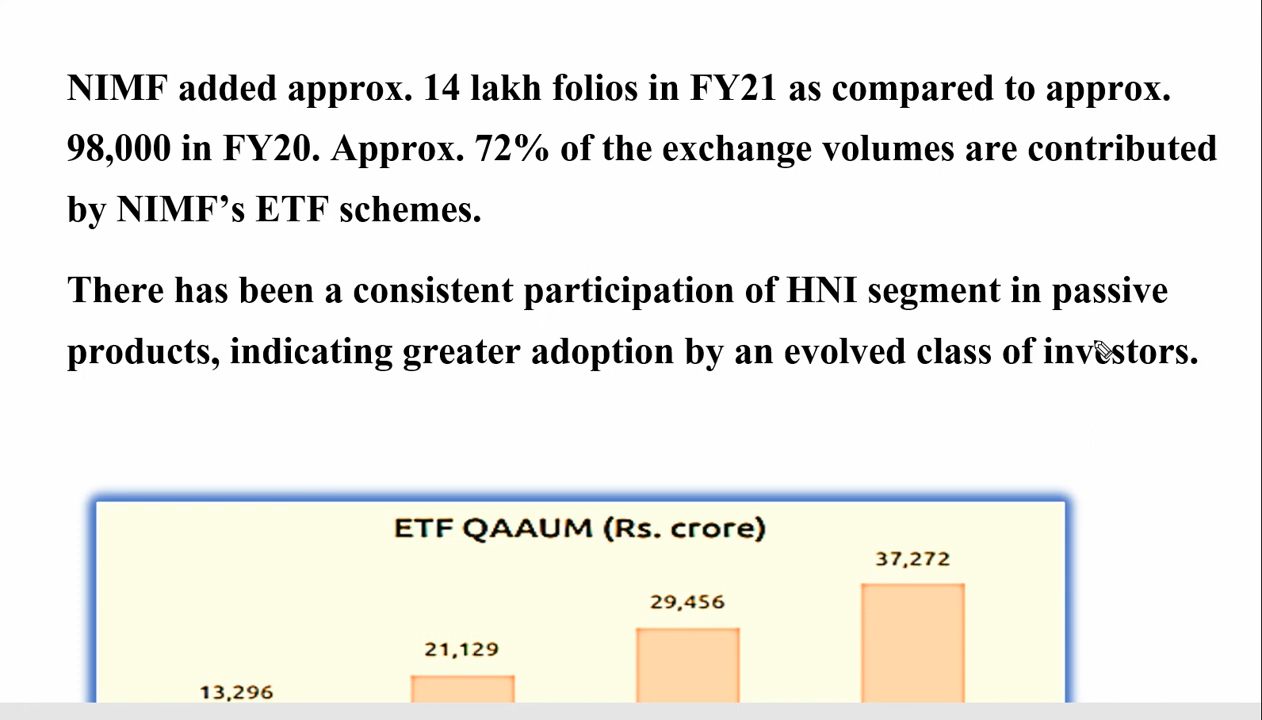 NIMF added approx. 14 lakh folios in FY21 as compared to approx.
98,000 in FY20. Approx. 72% of the exchange volumes are contributed
by NIMF’s ETF schemes.
There has been a consistent participation of HNI segment in passive
products, indicating greater adoption by an evolved class of investors.
ETF QAAUM (Rs. crore)
37,272
29,456
21,129
13,296